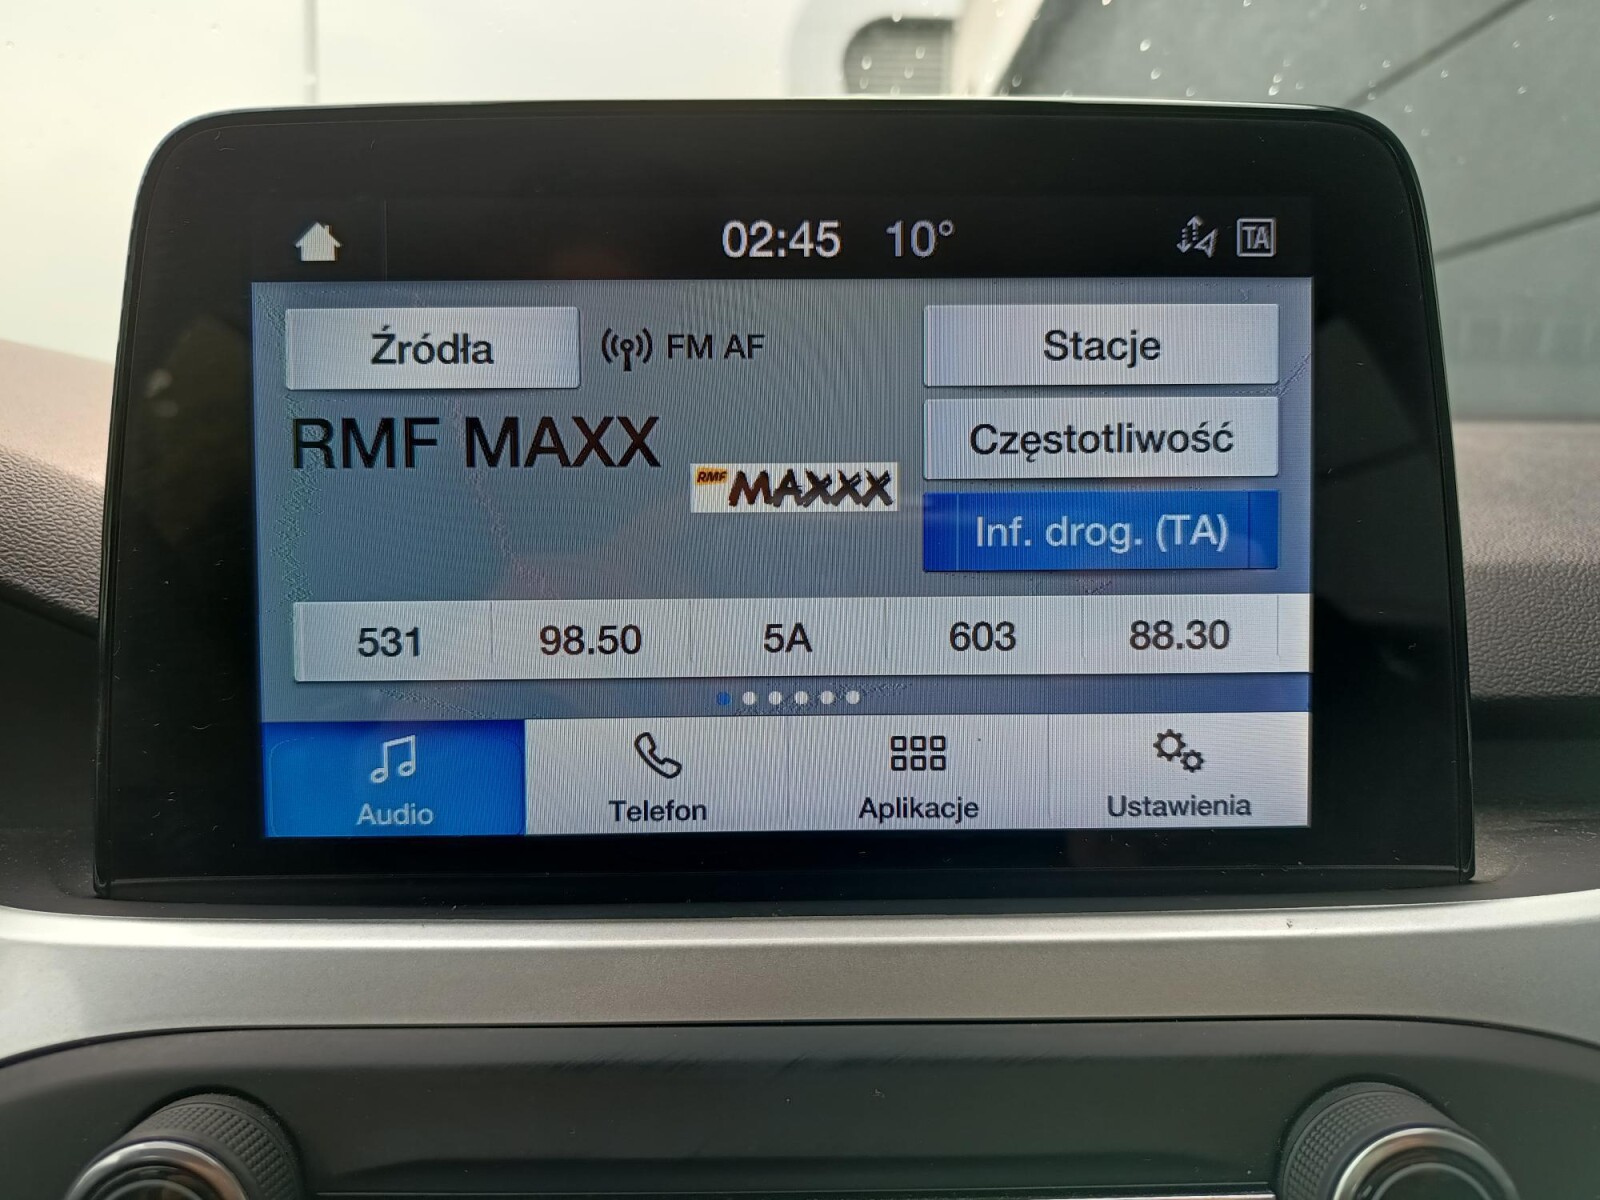 02:45 10° TA
Źródła FM AF Stacje
RMF MAXX Częstotliwość
RMF MAXXX
Inf. drog. (TA)
531 98.50 5A 603 88.30
Audio Telefon Aplikacje Ustawienia